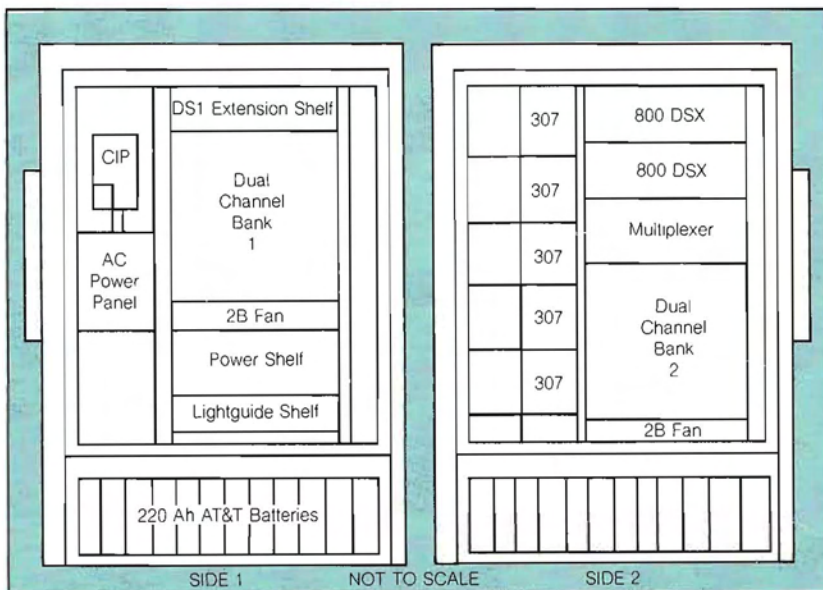 DS1 Extension Shelf
CIP
Dual
Channel
Bank
1
AC
Power
Panel
2B Fan
Power Shelf
Lightguide Shelf
220 Ah AT&T Batteries
SIDE 1
NOT TO SCALE
307
307
307
307
307
800 DSX
800 DSX
Multiplexer
Dual
Channel
Bank
2
2B Fan
SIDE 2